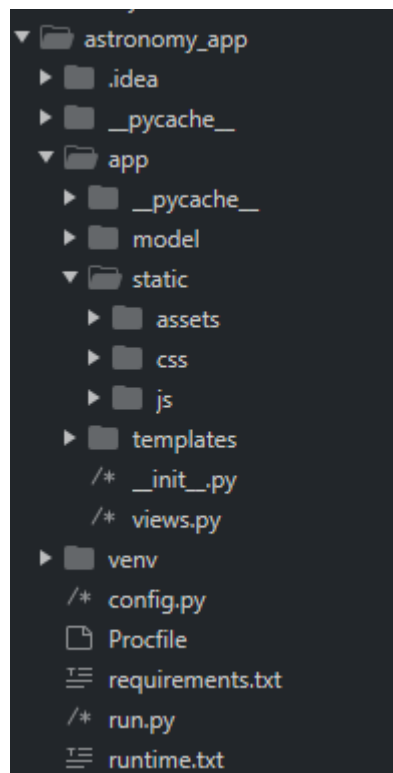 astronomy_app
.idea
__pycache__
app
__pycache__
model
static
assets
css
js
templates
/* __init__.py
/* views.py
venv
/* config.py
Procfile
requirements.txt
/* run.py
runtime.txt